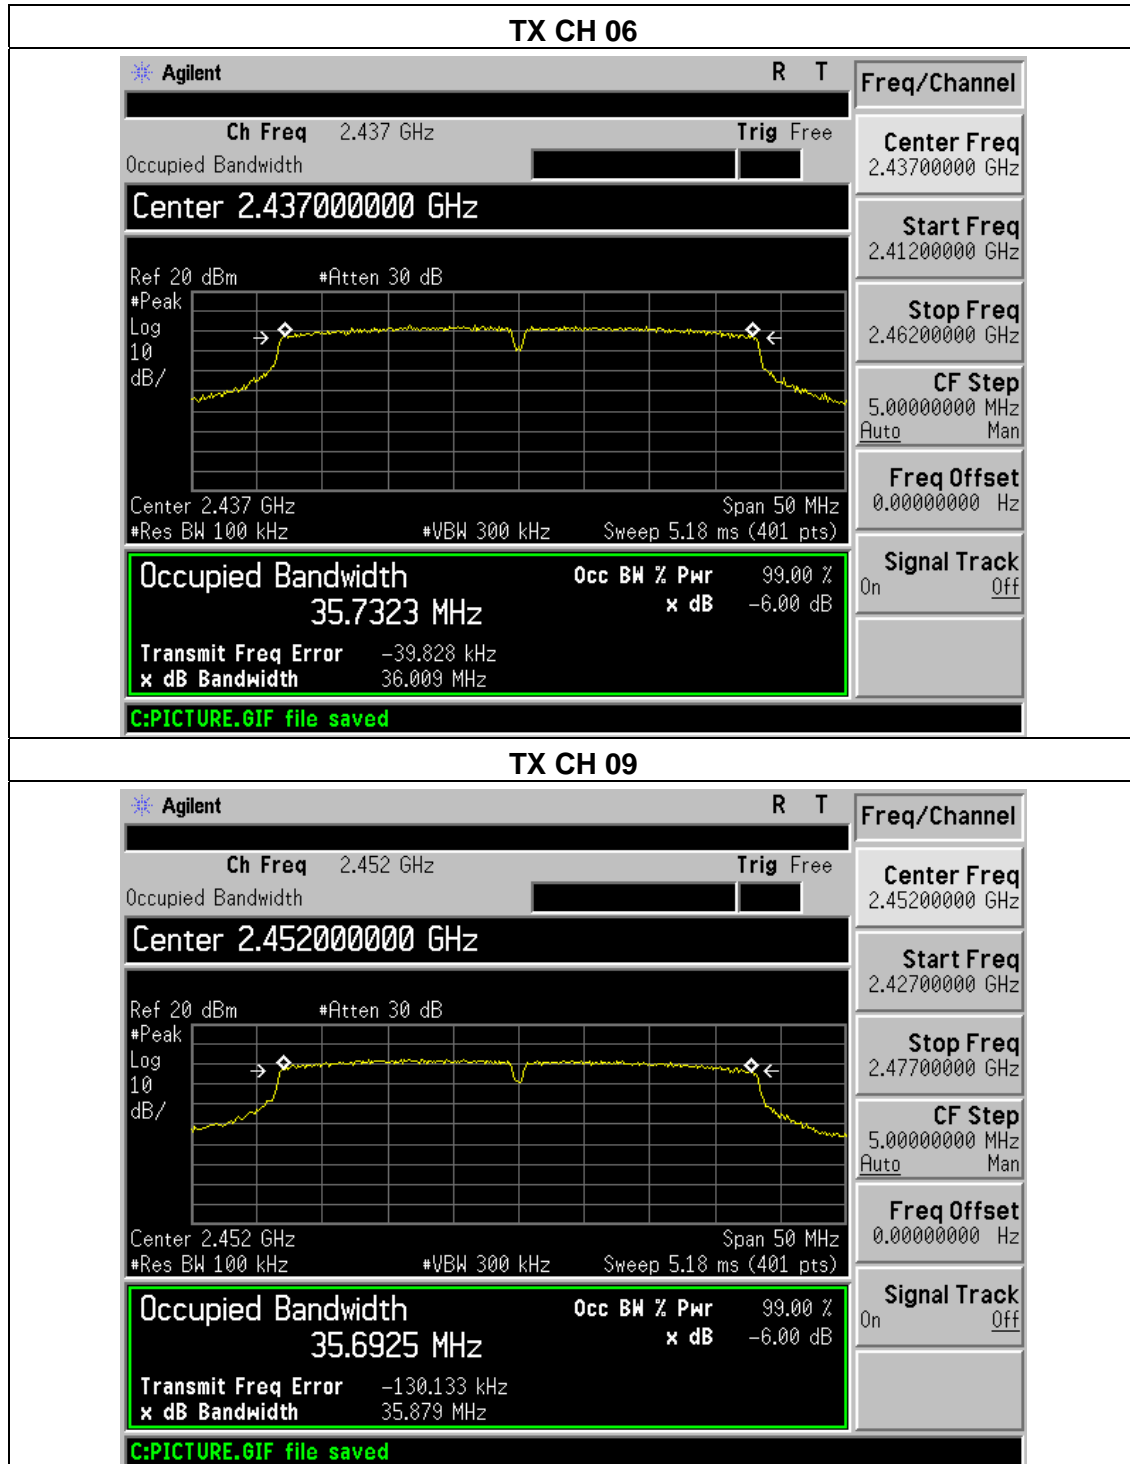 TX CH 06
Agilent R T
Freq/Channel
Ch Freq 2.437 GHz Trig Free
Occupied Bandwidth
Center 2.437000000 GHz
Ref 20 dBm #Atten 30 dB
#Peak
Log
10
dB/
Center 2.437 GHz Span 50 MHz
#Res BW 100 kHz #VBW 300 kHz Sweep 5.18 ms (401 pts)
Occupied Bandwidth Occ BW % Pwr 99.00 %
35.7323 MHz x dB -6.00 dB
Transmit Freq Error -39.828 kHz
x dB Bandwidth 36.009 MHz
C:PICTURE.GIF file saved
Center Freq
2.43700000 GHz
Start Freq
2.41200000 GHz
Stop Freq
2.46200000 GHz
CF Step
5.00000000 MHz
Auto Man
Freq Offset
0.00000000 Hz
Signal Track
On Off
TX CH 09
Agilent R T
Freq/Channel
Ch Freq 2.452 GHz Trig Free
Occupied Bandwidth
Center 2.452000000 GHz
Ref 20 dBm #Atten 30 dB
#Peak
Log
10
dB/
Center 2.452 GHz Span 50 MHz
#Res BW 100 kHz #VBW 300 kHz Sweep 5.18 ms (401 pts)
Occupied Bandwidth Occ BW % Pwr 99.00 %
35.6925 MHz x dB -6.00 dB
Transmit Freq Error -130.133 kHz
x dB Bandwidth 35.879 MHz
C:PICTURE.GIF file saved
Center Freq
2.45200000 GHz
Start Freq
2.42700000 GHz
Stop Freq
2.47700000 GHz
CF Step
5.00000000 MHz
Auto Man
Freq Offset
0.00000000 Hz
Signal Track
On Off